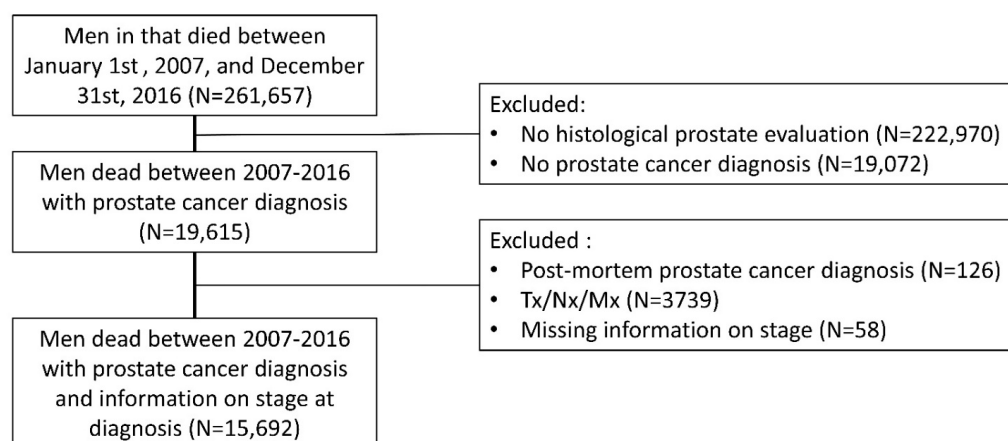 Men in that died between
January 1st , 2007, and December
31st, 2016 (N=261,657)
Excluded:
• No histological prostate evaluation (N=222,970)
• No prostate cancer diagnosis (N=19,072)
Men dead between 2007-2016
with prostate cancer diagnosis
(N=19,615)
Excluded :
• Post-mortem prostate cancer diagnosis (N=126)
• Tx/Nx/Mx (N=3739)
• Missing information on stage (N=58)
Men dead between 2007-2016
with prostate cancer diagnosis
and information on stage at
diagnosis (N=15,692)